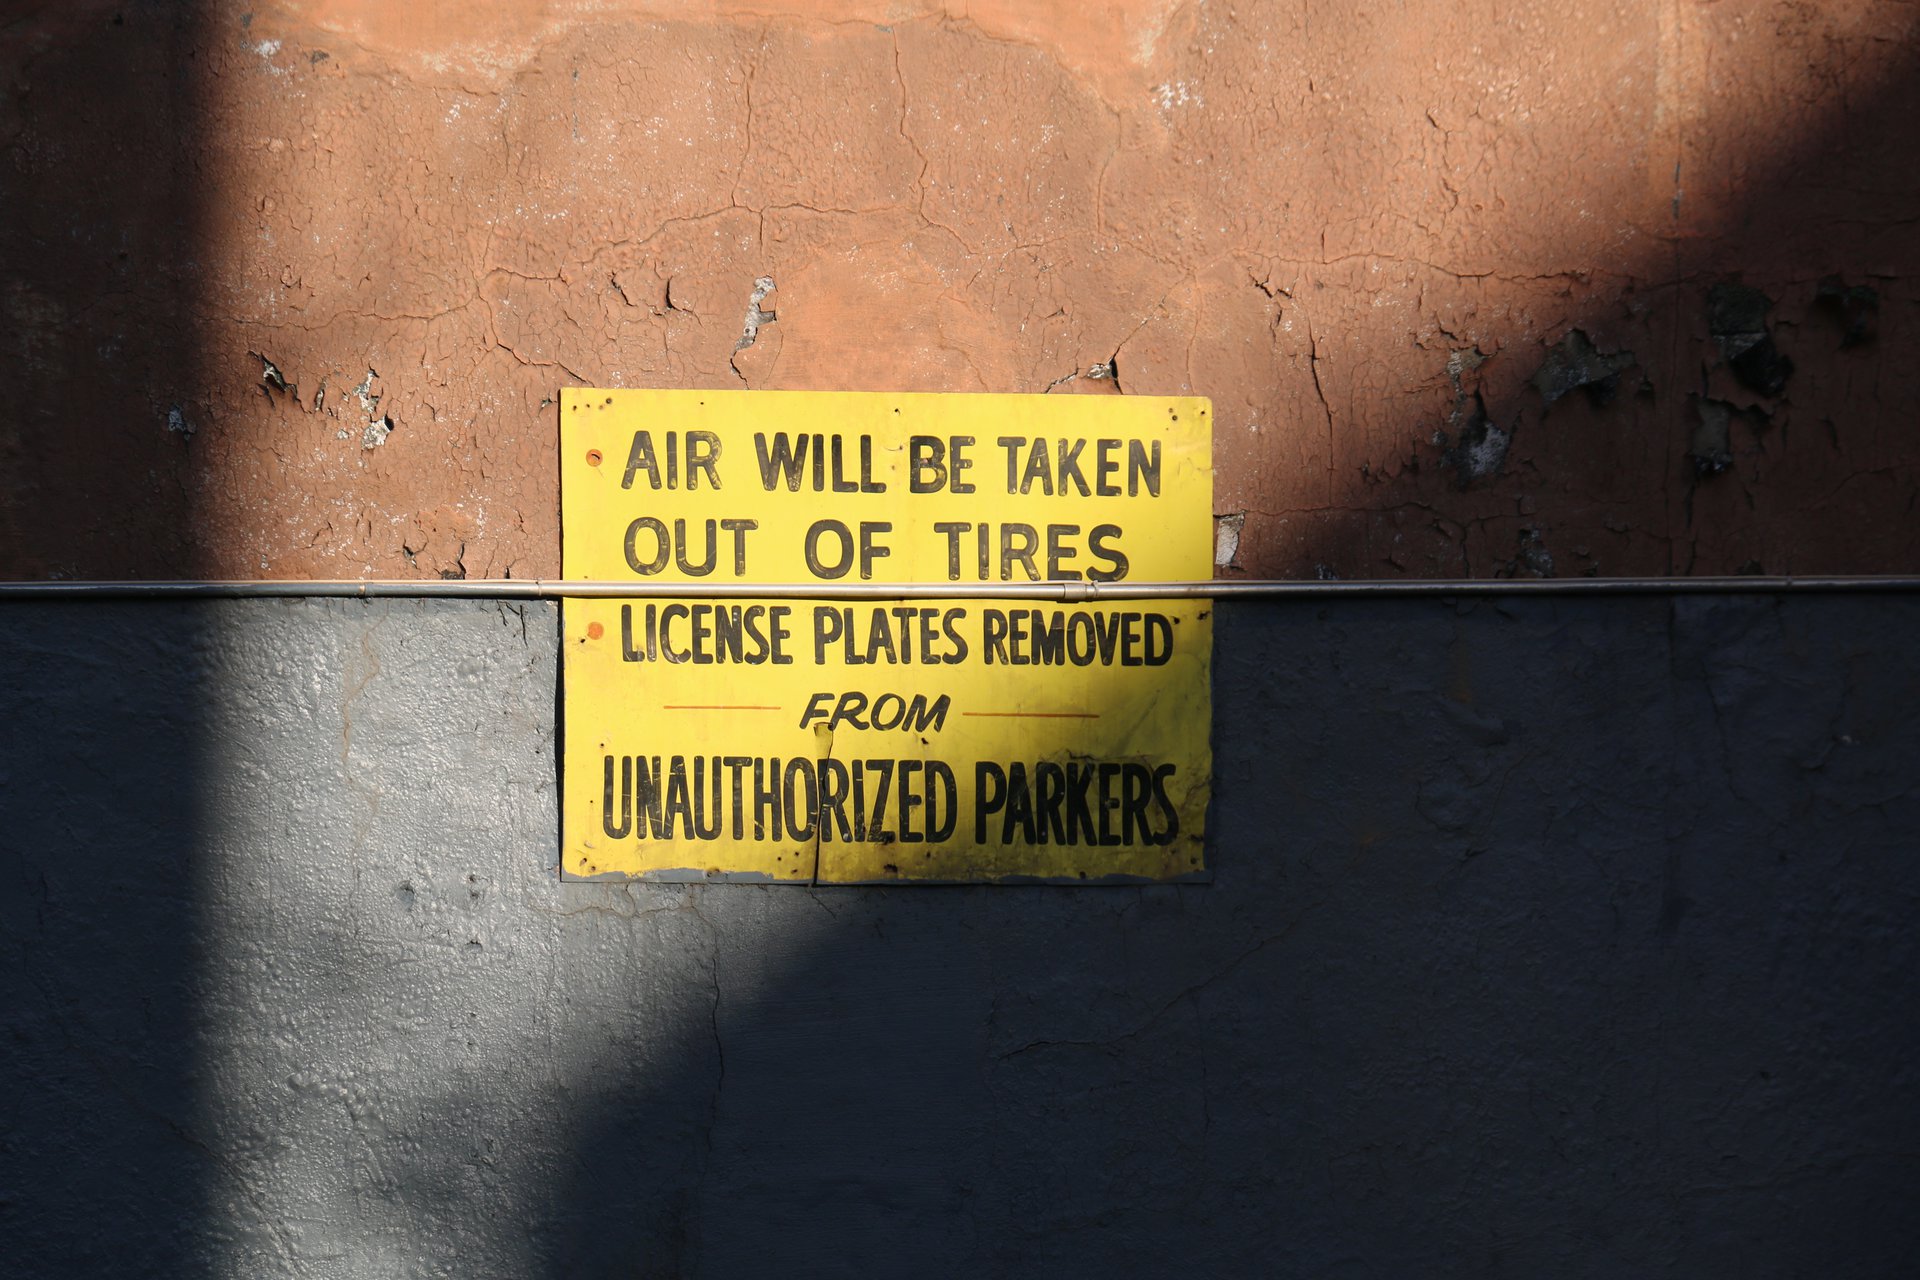 AIR WILL BE TAKEN
OUT OF TIRES
LICENSE PLATES REMOVED
FROM
UNAUTHORIZED PARKERS